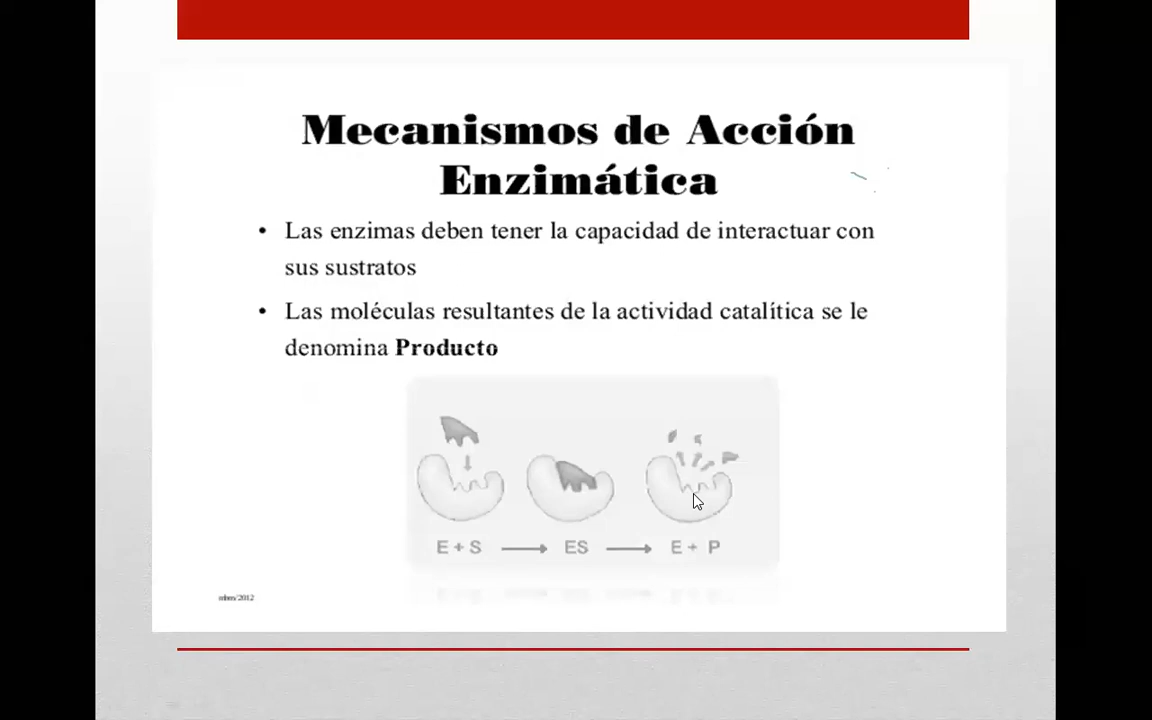 Mecanismos de Acción
Enzimática
• Las enzimas deben tener la capacidad de interactuar con
sus sustratos
• Las moléculas resultantes de la actividad catalítica se le
denomina Producto
E + S → ES → E + P